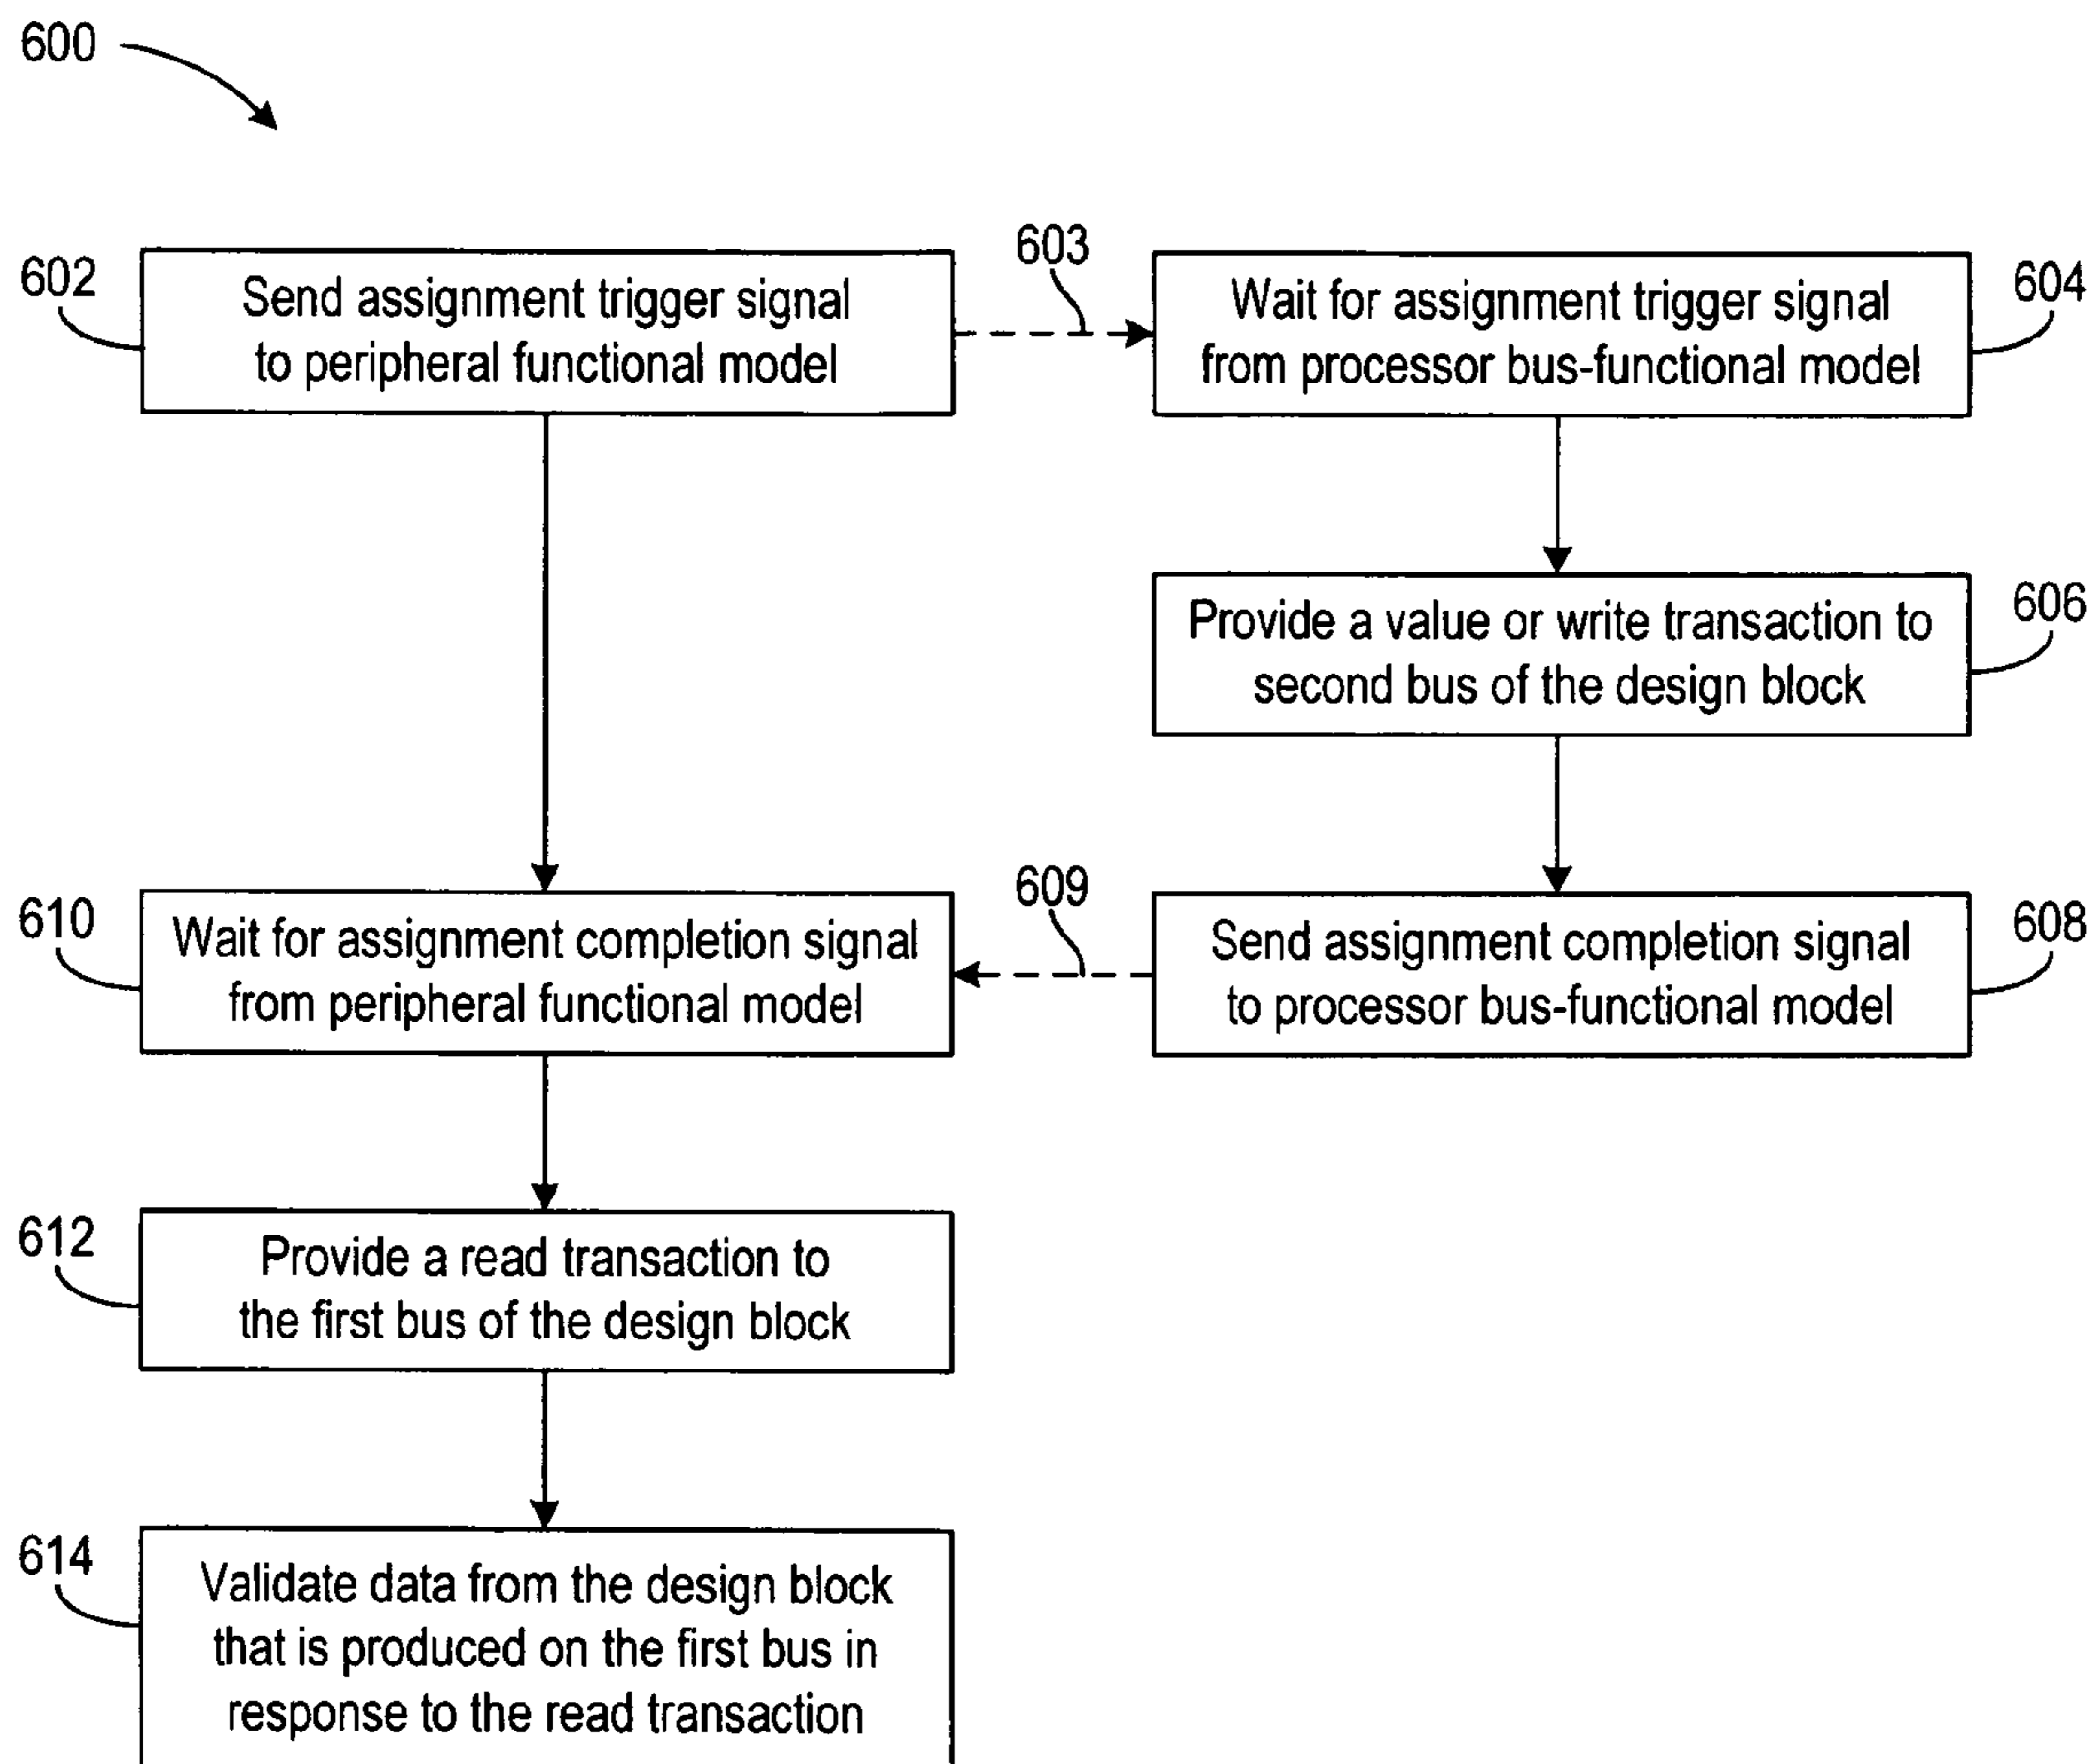 600
602
Send assignment trigger signal
to peripheral functional model
603
Wait for assignment trigger signal
from processor bus-functional model
604
Provide a value or write transaction to
second bus of the design block
606
610
Wait for assignment completion signal
from peripheral functional model
609
Send assignment completion signal
to processor bus-functional model
608
612
Provide a read transaction to
the first bus of the design block
614
Validate data from the design block
that is produced on the first bus in
response to the read transaction